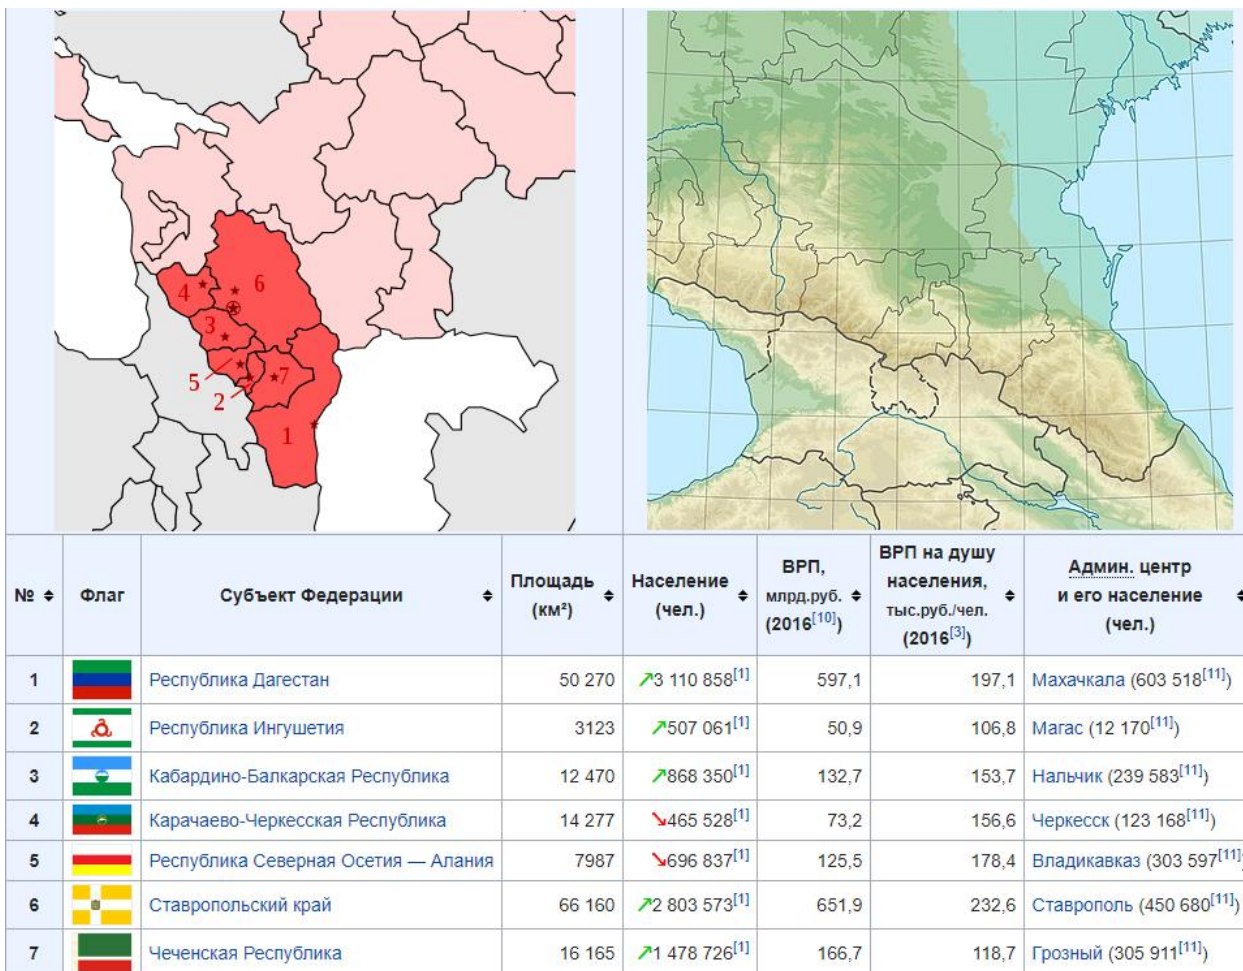 6
4
3
5
7
2
1
№ Флаг Субъект Федерации Площадь (км²) Население (чел.) ВРП, млрд.руб. (2016[10]) ВРП на душу населения, тыс.руб./чел. (2016[3]) Админ. центр и его население (чел.)
1 Республика Дагестан 50 270 3 110 858[1] 597,1 197,1 Махачкала (603 518[11])
2 Республика Ингушетия 3123 507 061[1] 50,9 106,8 Магас (12 170[11])
3 Кабардино-Балкарская Республика 12 470 868 350[1] 132,7 153,7 Нальчик (239 583[11])
4 Карачаево-Черкесская Республика 14 277 465 528[1] 73,2 156,6 Черкесск (123 168[11])
5 Республика Северная Осетия — Алания 7987 696 837[1] 125,5 178,4 Владикавказ (303 597[11])
6 Ставропольский край 66 160 2 803 573[1] 651,9 232,6 Ставрополь (450 680[11])
7 Чеченская Республика 16 165 1 478 726[1] 166,7 118,7 Грозный (305 911[11])